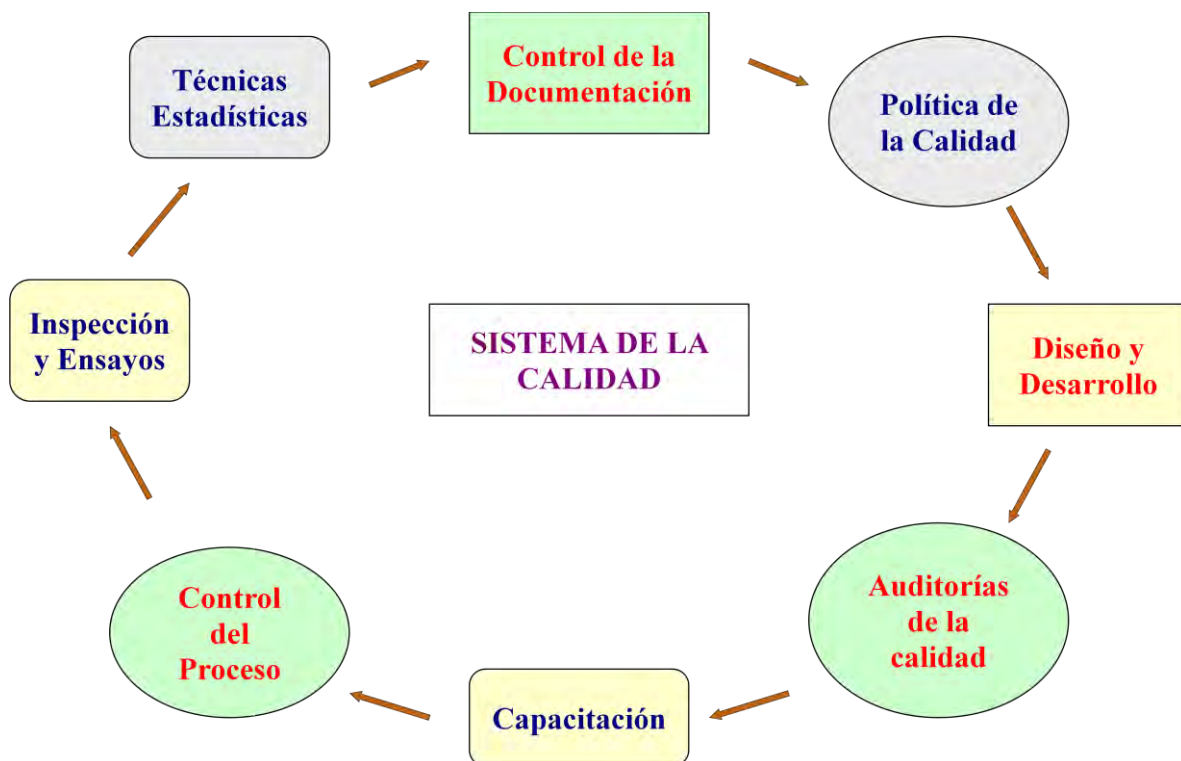 Control de la
Documentación
Técnicas
Estadísticas
Política de
la Calidad
Inspección
y Ensayos
SISTEMA DE LA
CALIDAD
Diseño y
Desarrollo
Control
del
Proceso
Auditorías
de la
calidad
Capacitación